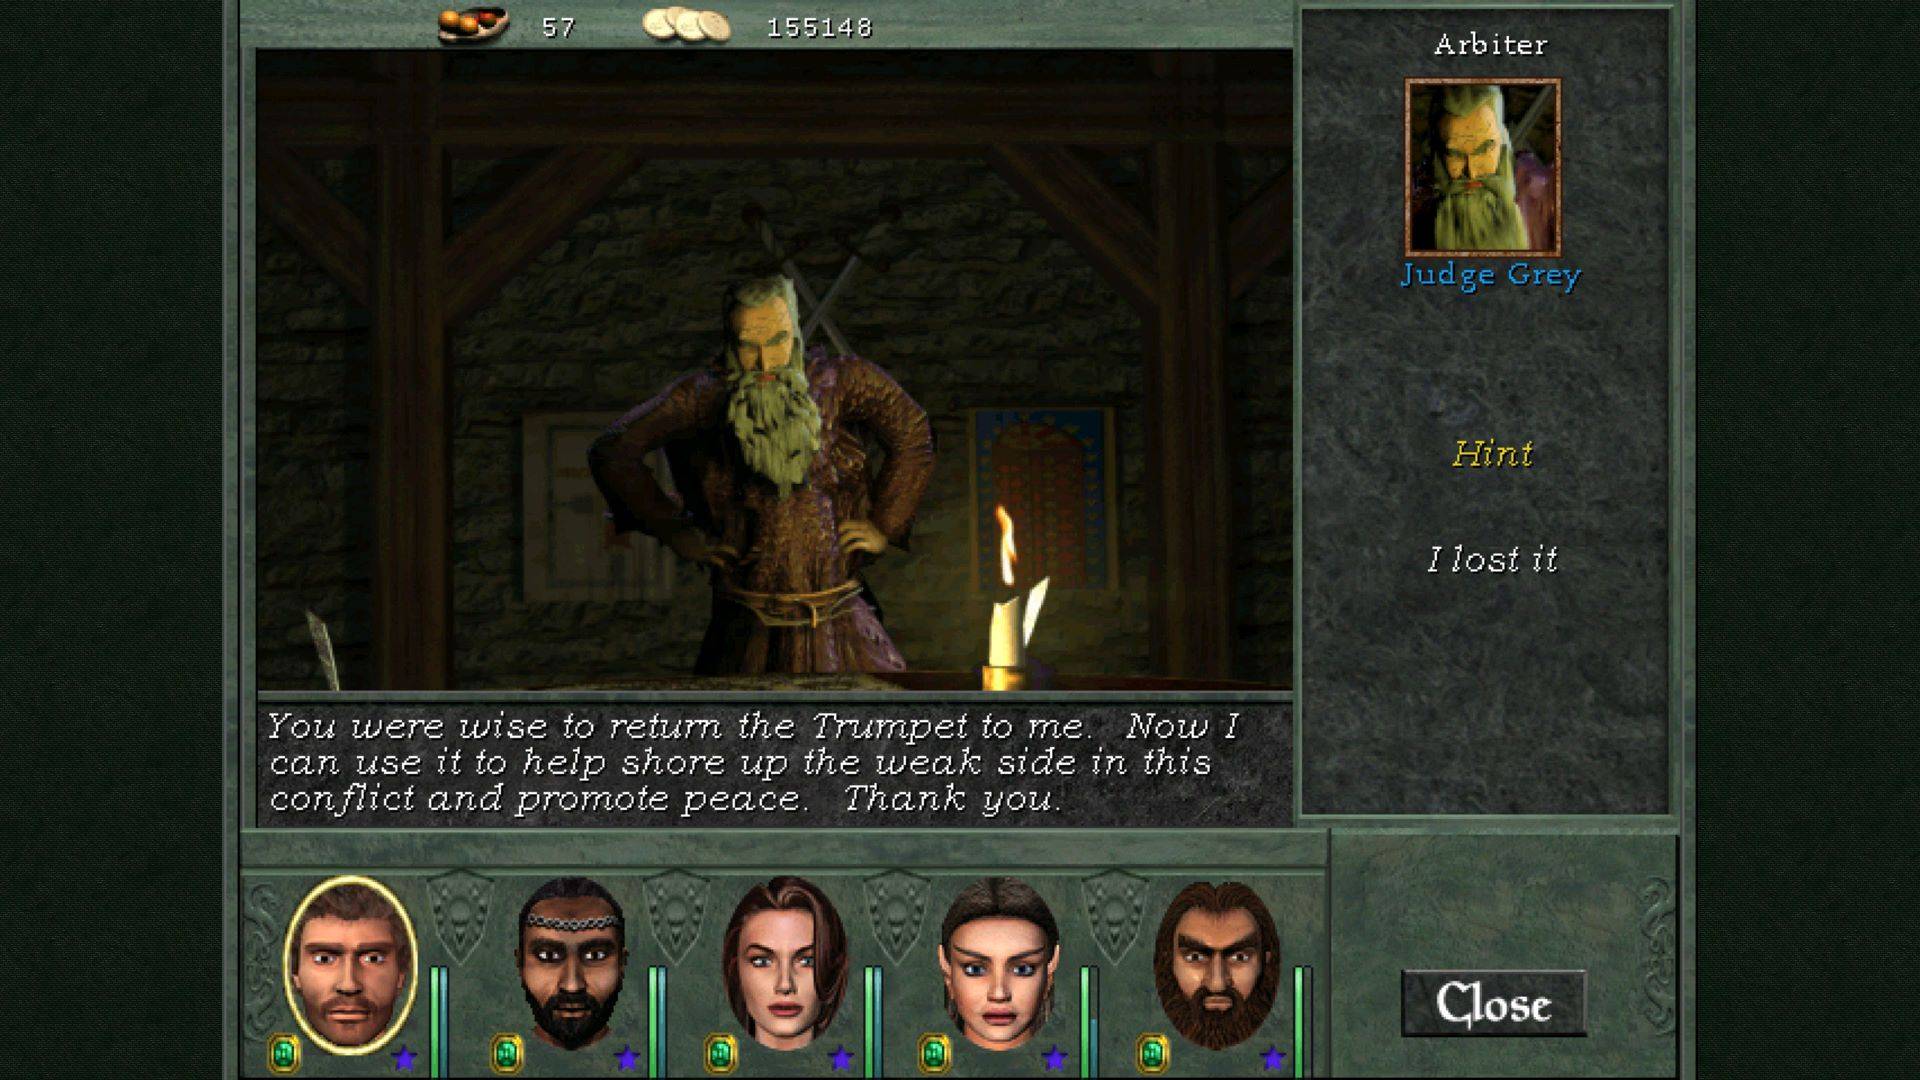 57 155148
Arbiter
Judge Grey
Hint
I lost it
You were wise to return the Trumpet to me. Now I
can use it to help shore up the weak side in this
conflict and promote peace. Thank you.
Close